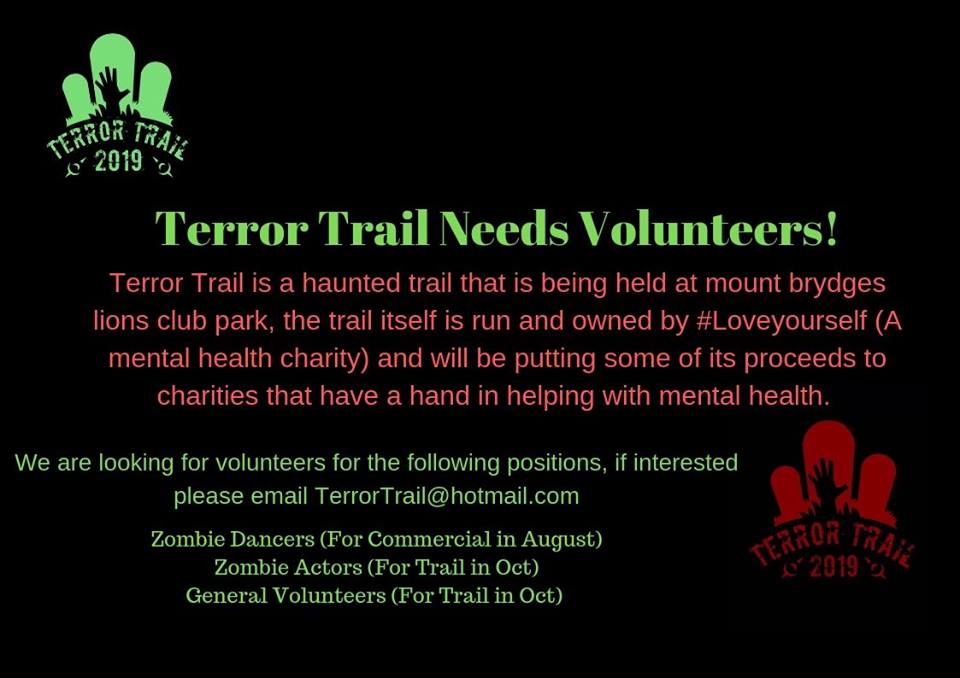 TERROR TRAIL
2019
Terror Trail Needs Volunteers!
Terror Trail is a haunted trail that is being held at mount brydges
lions club park, the trail itself is run and owned by #Loveyourself (A
mental health charity) and will be putting some of its proceeds to
charities that have a hand in helping with mental health.
We are looking for volunteers for the following positions, if interested
please email TerrorTrail@hotmail.com
Zombie Dancers (For Commercial in August)
Zombie Actors (For Trail in Oct)
General Volunteers (For Trail in Oct)
TERROR TRAIL
2019